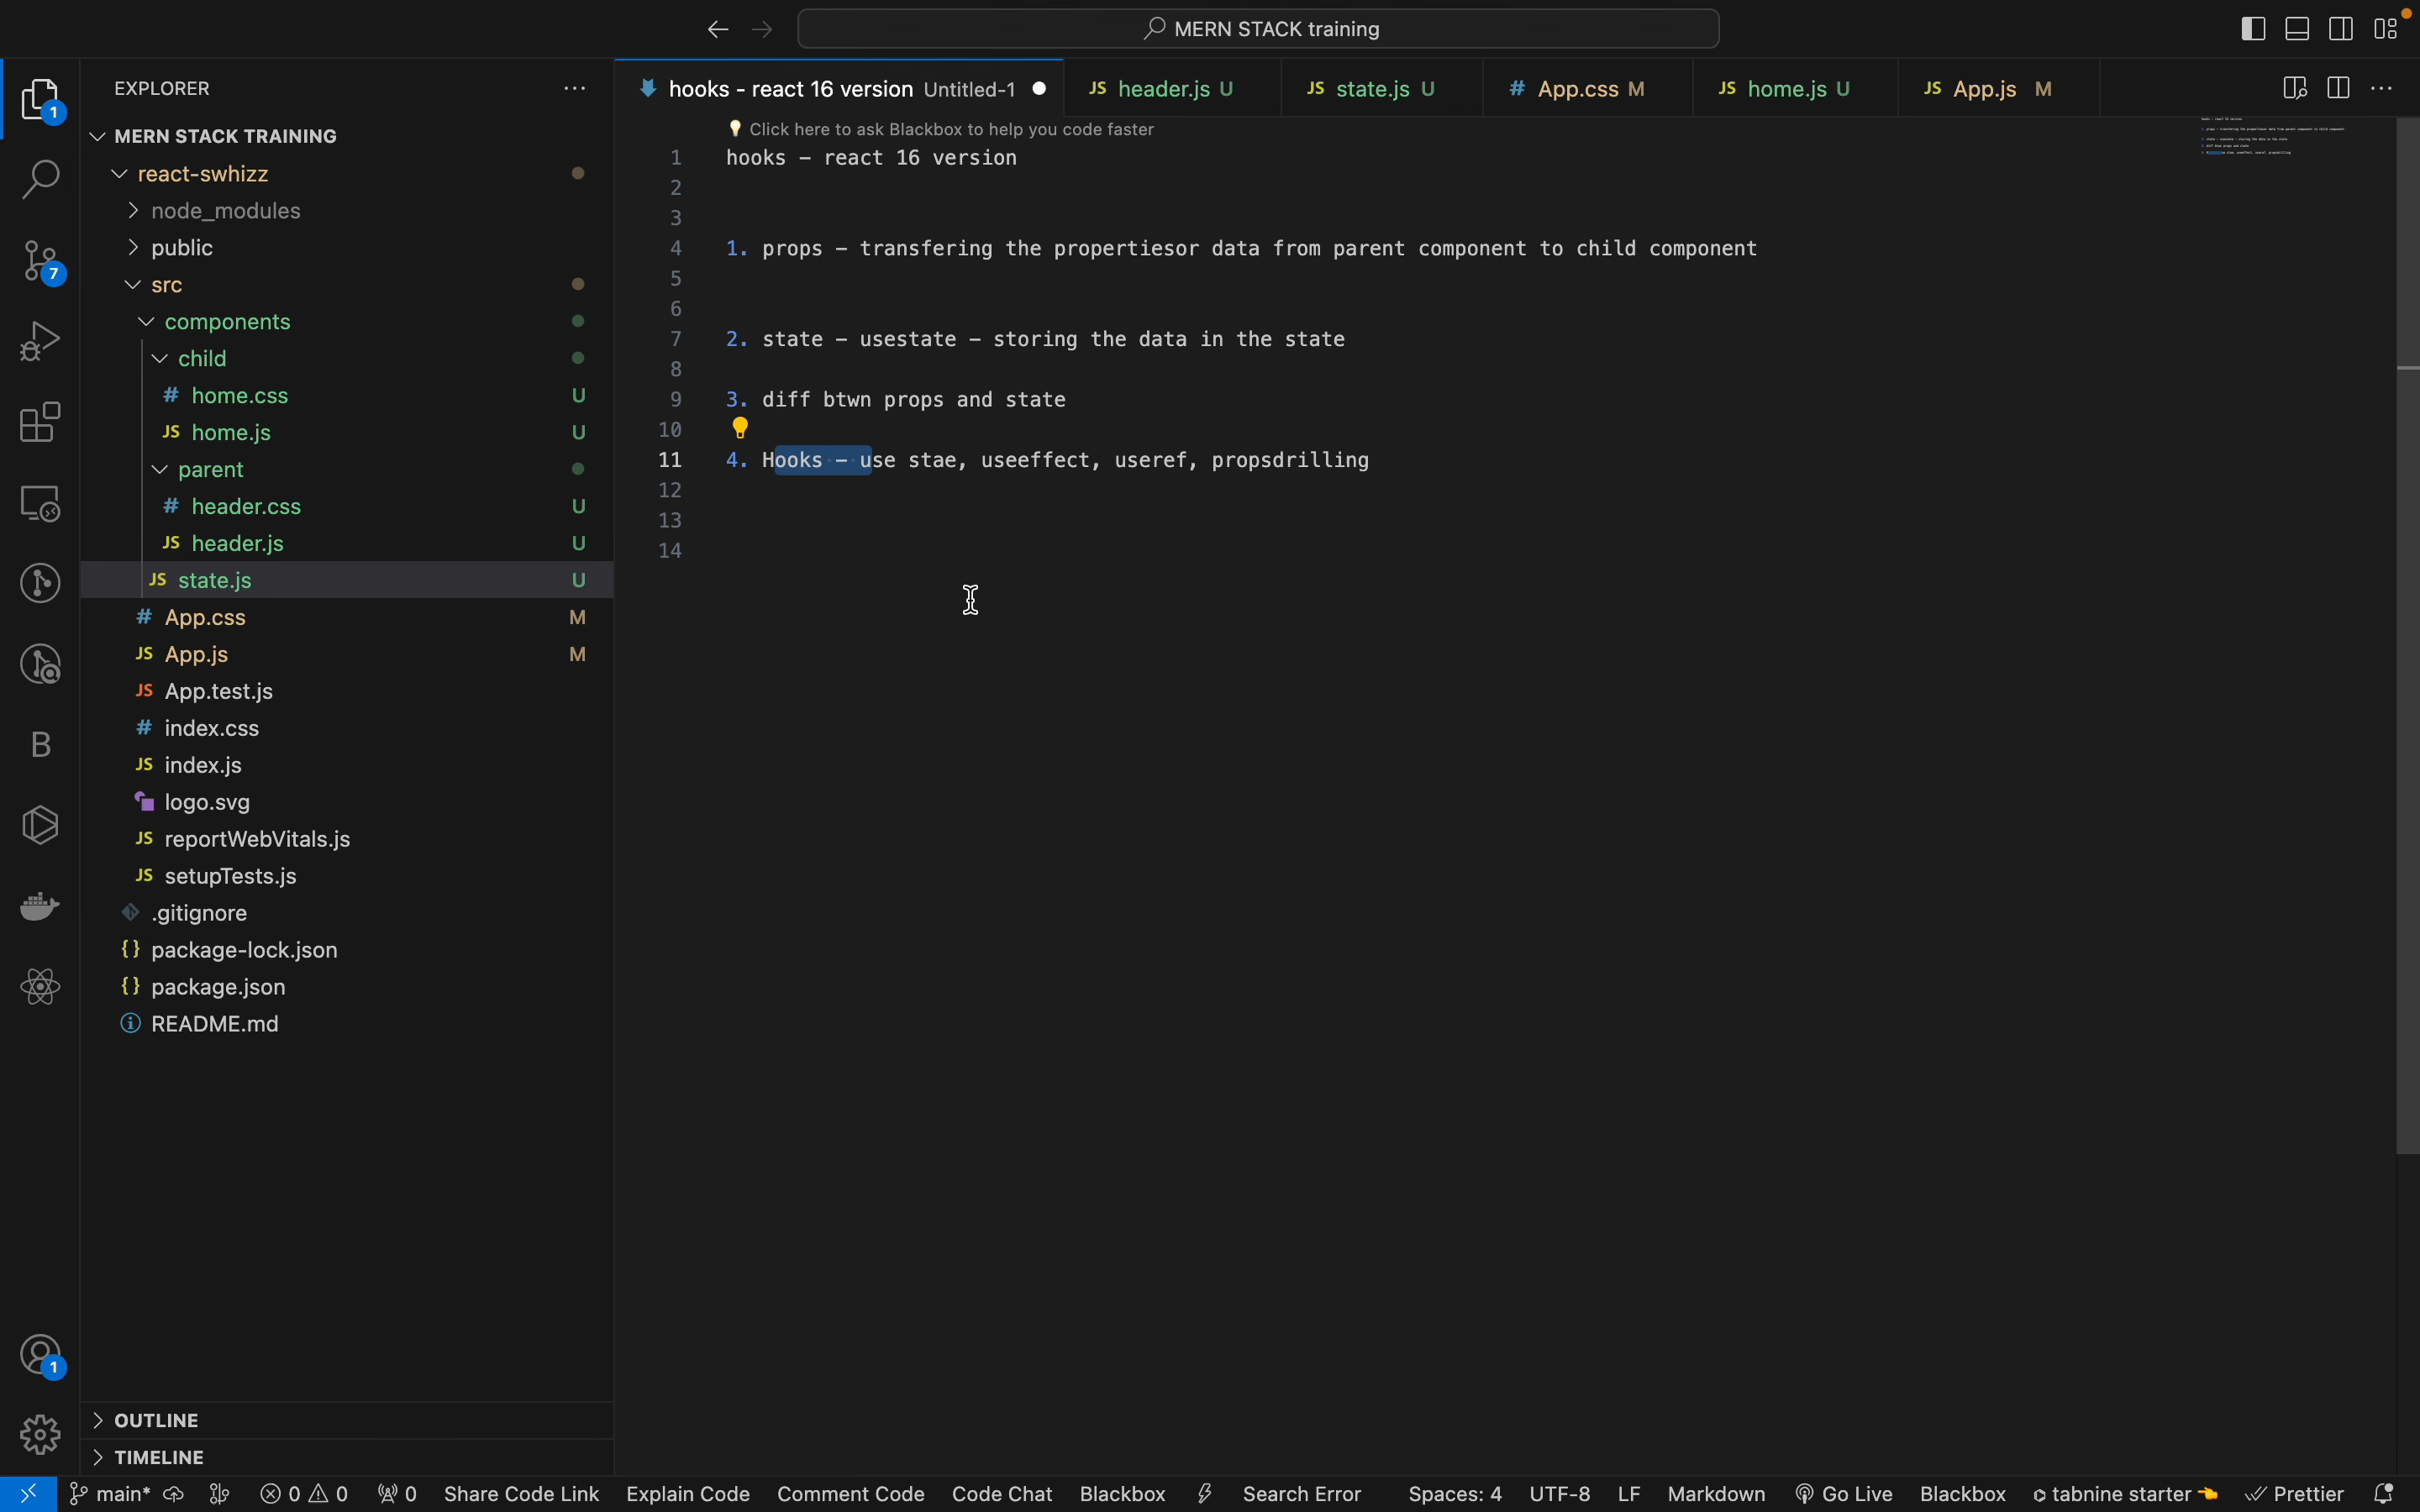 MERN STACK training
EXPLORER
MERN STACK TRAINING
react-swhizz
node_modules
public
src
components
child
# home.css U
JS home.js U
parent
# header.css U
JS header.js U
JS state.js U
# App.css M
JS App.js M
JS App.test.js
# index.css
JS index.js
logo.svg
JS reportWebVitals.js
JS setupTests.js
.gitignore
{} package-lock.json
{} package.json
README.md
OUTLINE
TIMELINE
1
7
B
1
hooks - react 16 version Untitled-1
JS header.js U
JS state.js U
# App.css M
JS home.js U
JS App.js M
Click here to ask Blackbox to help you code faster
1 hooks – react 16 version
2
3
4 1. props – transfering the propertiesor data from parent component to child component
5
6
7 2. state – usestate – storing the data in the state
8
9 3. diff btwn props and state
10
11 4. Hooks – use stae, useeffect, useref, propsdrilling
12
13
14
main* 0 0 0 Share Code Link Explain Code Comment Code Code Chat Blackbox Search Error Spaces: 4 UTF-8 LF Markdown Go Live Blackbox tabnine starter Prettier